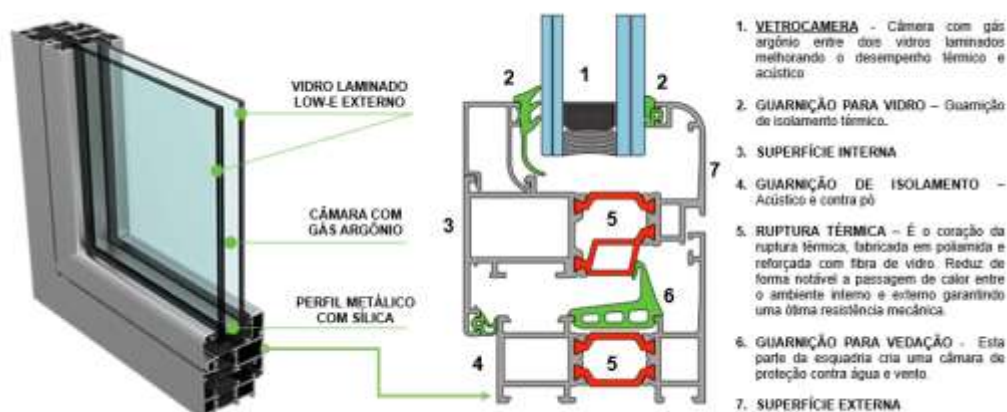 VIDRO LAMINADO
LOW-E EXTERNO
CÂMARA COM
GÁS ARGÔNIO
PERFIL METÁLICO
COM SÍLICA
2
1
2
7
3
5
6
4
5
1. VETROCAMERA - Câmera com gás
argônio entre dois vidros laminados
melhorando o desempenho térmico e
acústico
2. GUARNIÇÃO PARA VIDRO – Guarnição
de isolamento térmico.
3. SUPERFÍCIE INTERNA
4. GUARNIÇÃO DE ISOLAMENTO –
Acústico e contra pó
5. RUPTURA TÉRMICA – É o coração da
ruptura térmica, fabricada em poliamida e
reforçada com fibra de vidro. Reduz de
forma notável a passagem de calor entre
o ambiente interno e externo garantindo
uma ótima resistência mecânica.
6. GUARNIÇÃO PARA VEDAÇÃO - Esta
parte da esquadria cria uma câmara de
proteção contra água e vento.
7. SUPERFÍCIE EXTERNA